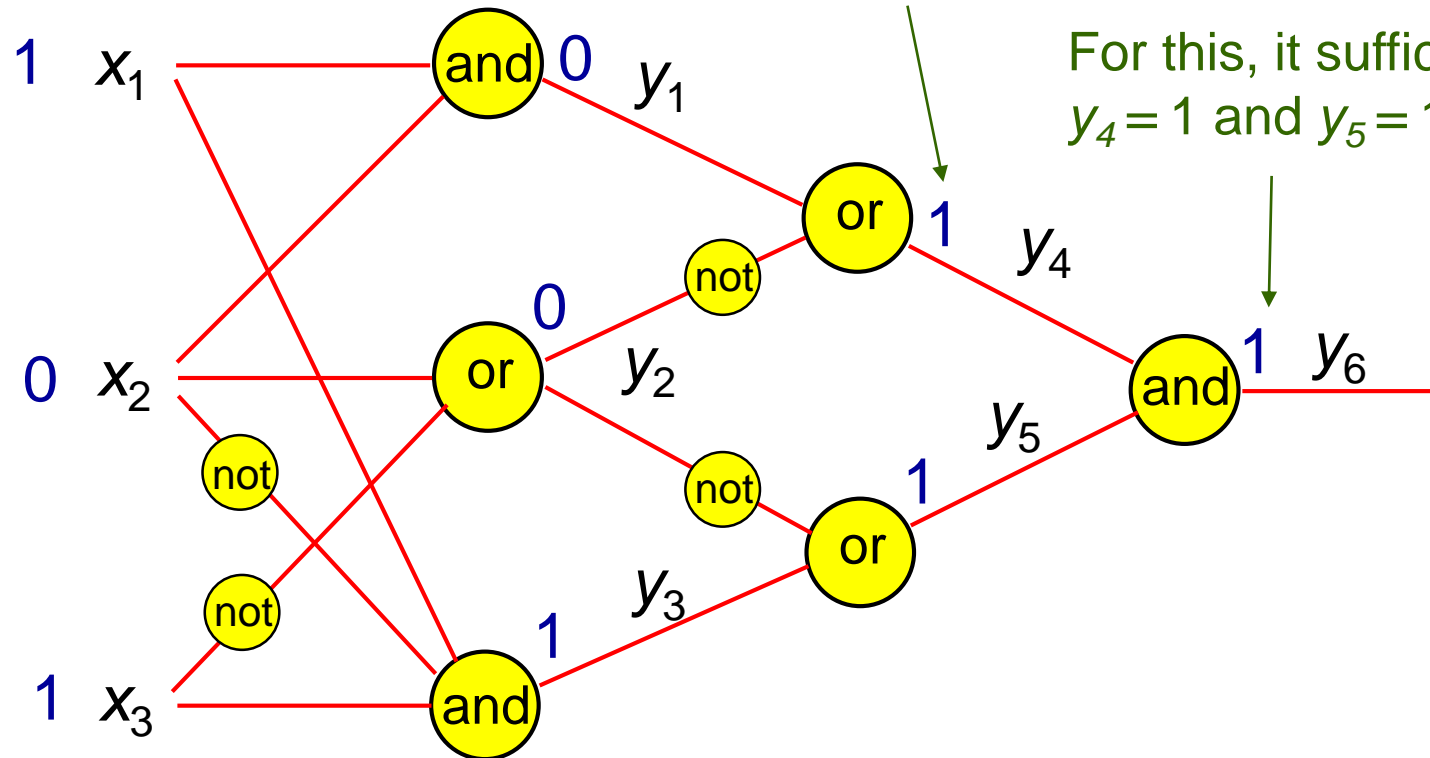 For this, it suffic
y4 = 1 and y5 = 1
1 x1 and 0 y1
or 1 y4
not
0
0 x2 or y2
and 1 y6
not
not
y5
1
or
not
y3
1
1 x3 and